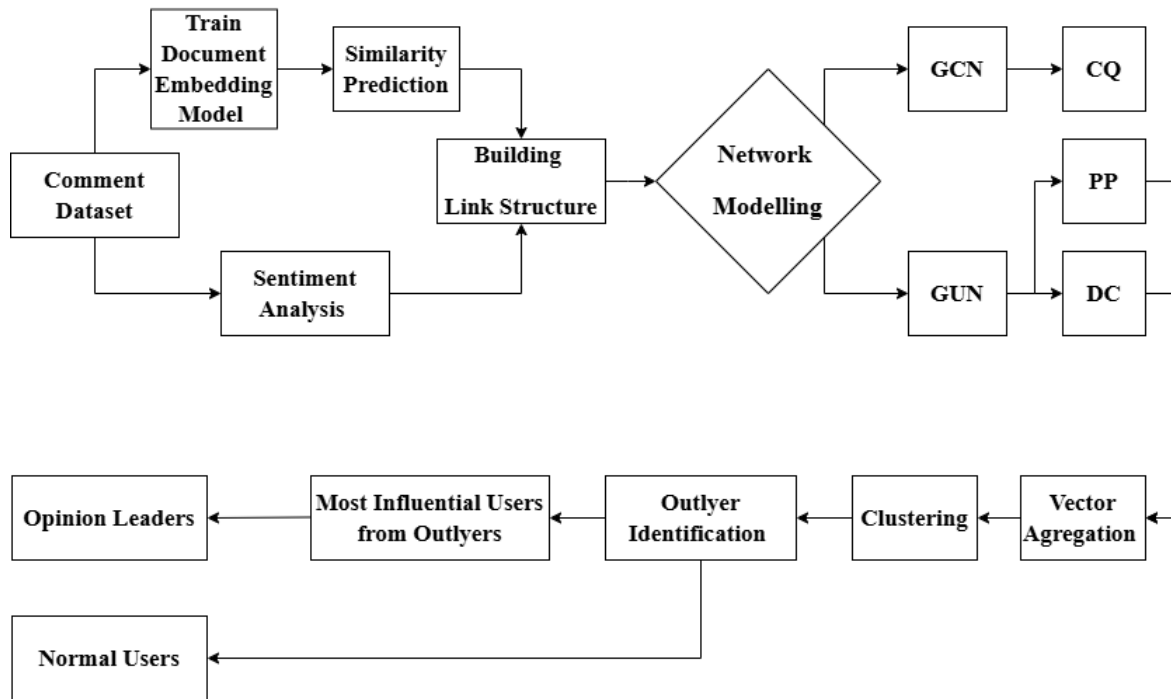 Train
Document
Embedding
Model
Similarity
Prediction
GCN
CQ
Comment
Dataset
Building
Link Structure
Network
Modelling
PP
Sentiment
Analysis
GUN
DC
Opinion Leaders
Most Influential Users
from Outlyers
Outlyer
Identification
Clustering
Vector
Agregation
Normal Users